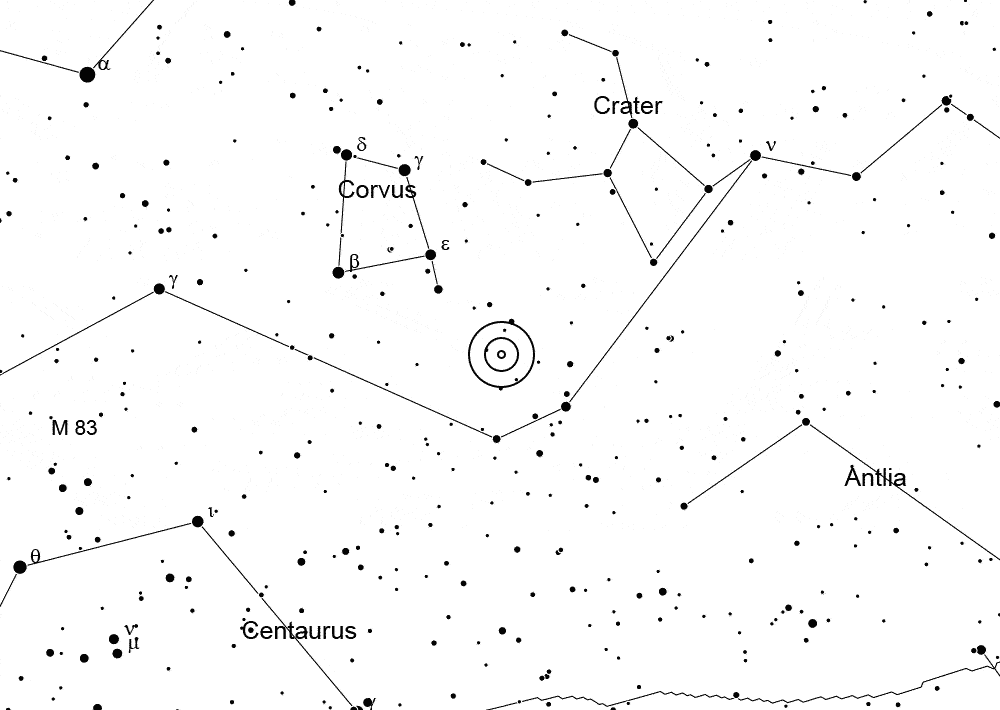 α
Crater
δ
ν
γ
Corvus
ε
β
γ
M 83
Antlia
ι
θ
ν
Centaurus
μ
γ